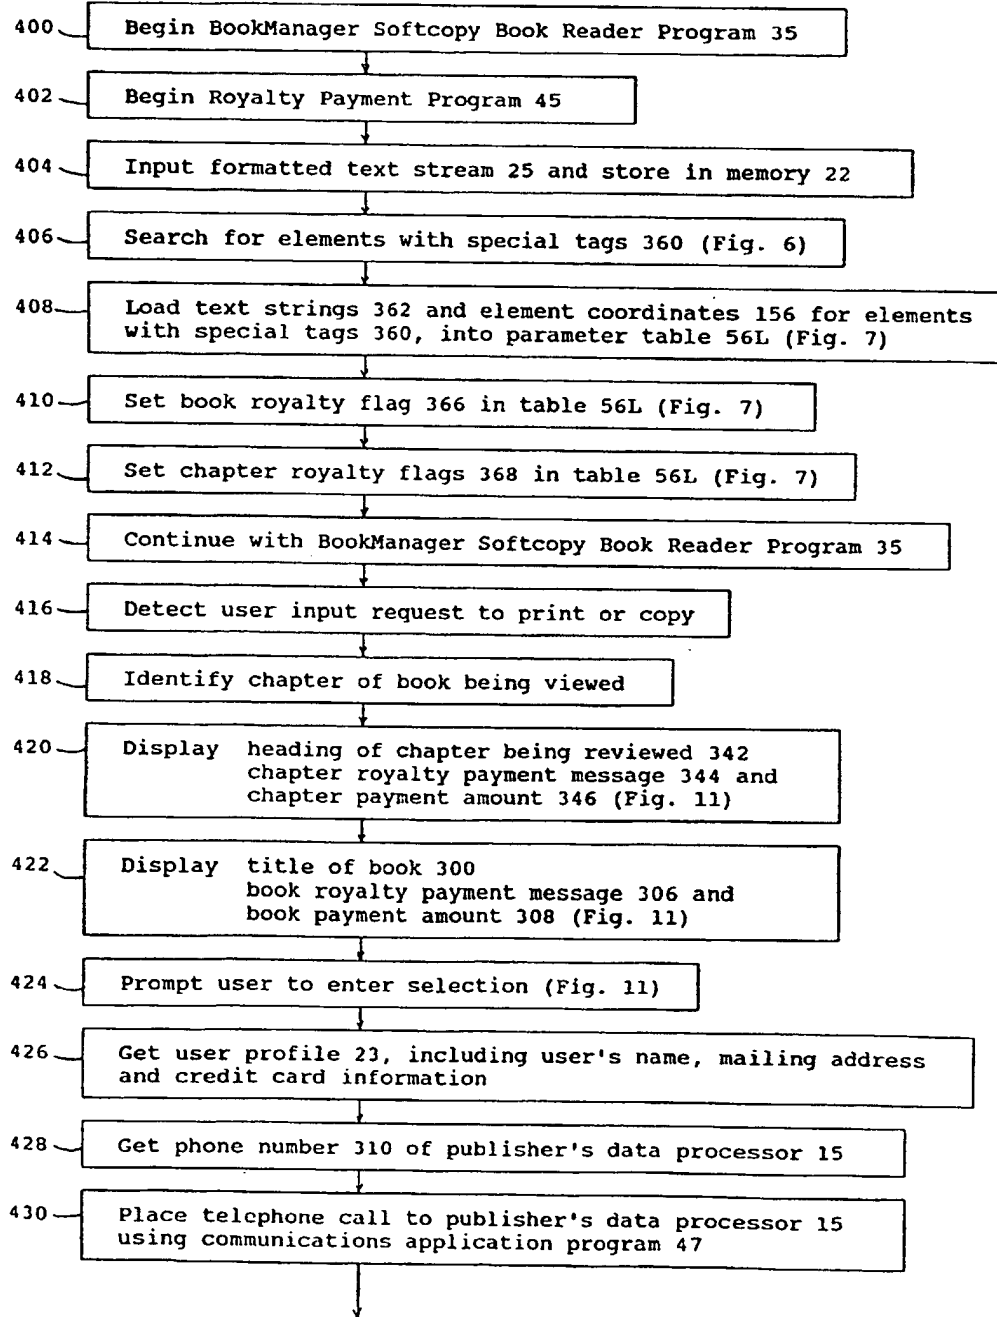 400 Begin BookManager Softcopy Book Reader Program 35
402 Begin Royalty Payment Program 45
404 Input formatted text stream 25 and store in memory 22
406 Search for elements with special tags 360 (Fig. 6)
408 Load text strings 362 and element coordinates 156 for elements
with special tags 360, into parameter table 56L (Fig. 7)
410 Set book royalty flag 366 in table 56L (Fig. 7)
412 Set chapter royalty flags 368 in table 56L (Fig. 7)
414 Continue with BookManager Softcopy Book Reader Program 35
416 Detect user input request to print or copy
418 Identify chapter of book being viewed
420 Display heading of chapter being reviewed 342
chapter royalty payment message 344 and
chapter payment amount 346 (Fig. 11)
422 Display title of book 300
book royalty payment message 306 and
book payment amount 308 (Fig. 11)
424 Prompt user to enter selection (Fig. 11)
426 Get user profile 23, including user's name, mailing address
and credit card information
428 Get phone number 310 of publisher's data processor 15
430 Place telephone call to publisher's data processor 15
using communications application program 47